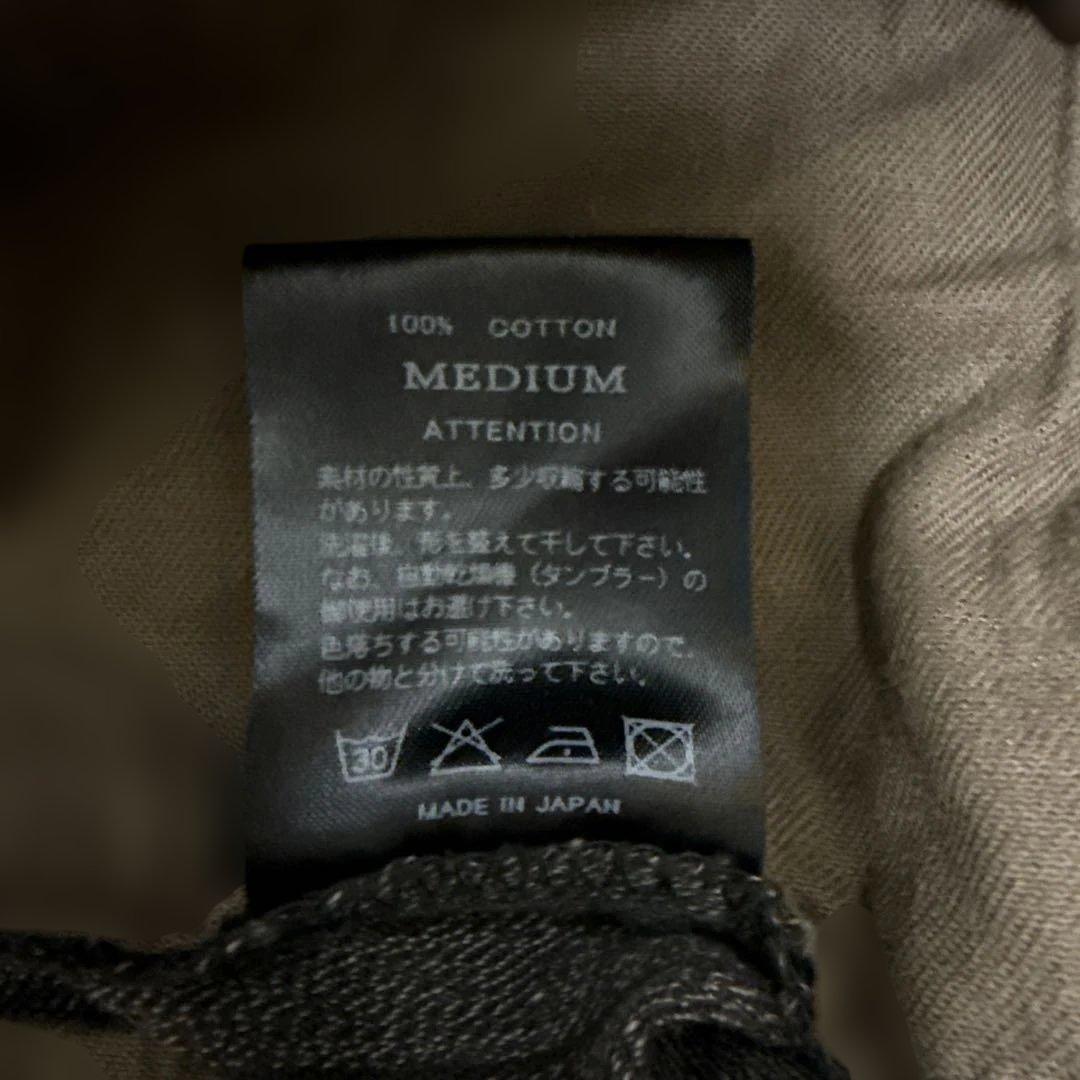 100% COTTON
MEDIUM
ATTENTION
素材の性質上、多少収縮する可能性
があります。
洗濯後、形を整えて干して下さい。
なお、自動乾燥機（タンブラー）の
御使用はお避け下さい。
色落ちする可能性がありますので、
他の物と分けて洗って下さい。
30
MADE IN JAPAN